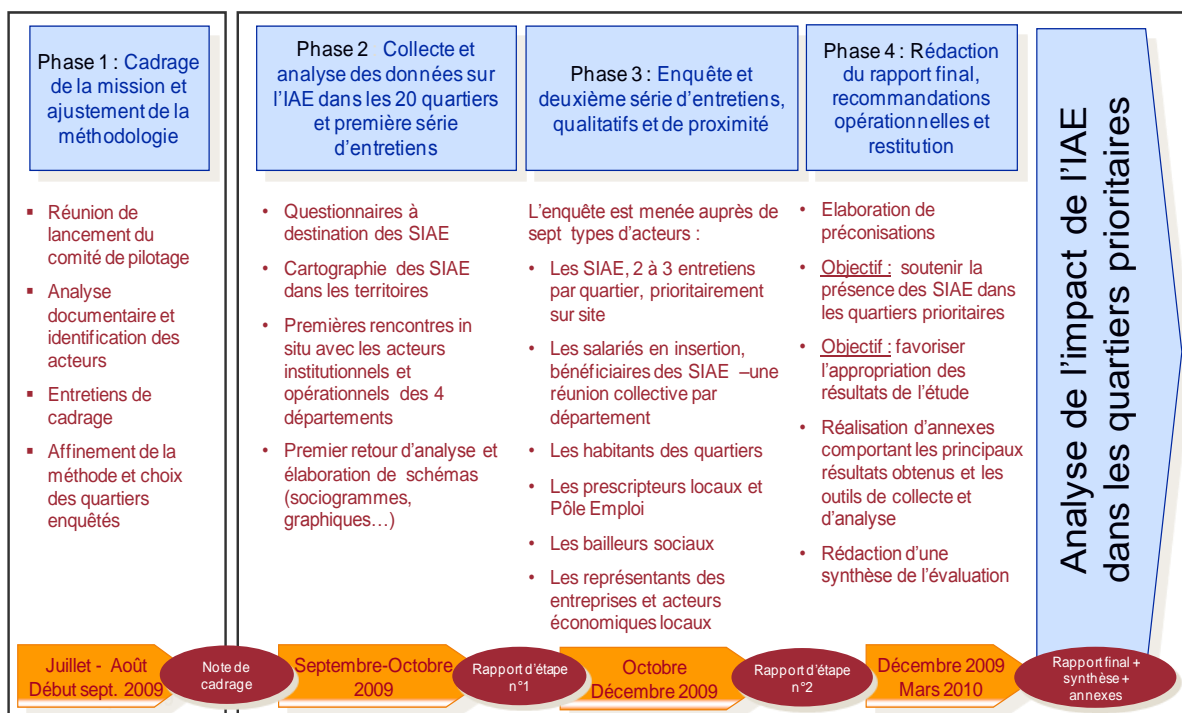 Phase 1 : Cadrage
de la mission et
ajustement de la
méthodologie
▪ Réunion de
lancement du
comité de pilotage
▪ Analyse
documentaire et
identification des
acteurs
▪ Entretiens de
cadrage
▪ Affinement de la
méthode et choix
des quartiers
enquêtés
Juillet - Août
Début sept. 2009
Note de
cadrage
Phase 2 Collecte et
analyse des données sur
l'IAE dans les 20 quartiers
et première série
d'entretiens
• Questionnaires à
destination des SIAE
• Cartographie des SIAE
dans les territoires
• Premières rencontres in
situ avec les acteurs
institutionnels et
opérationnels des 4
départements
• Premier retour d'analyse et
élaboration de schémas
(sociogrammes,
graphiques…)
Septembre-Octobre
2009
Rapport d'étape
n°1
Phase 3 : Enquête et
deuxième série d'entretiens,
qualitatifs et de proximité
L'enquête est menée auprès de
sept types d'acteurs :
• Les SIAE, 2 à 3 entretiens
par quartier, prioritairement
sur site
• Les salariés en insertion,
bénéficiaires des SIAE –une
réunion collective par
département
• Les habitants des quartiers
• Les prescripteurs locaux et
Pôle Emploi
• Les bailleurs sociaux
• Les représentants des
entreprises et acteurs
économiques locaux
Octobre
Décembre 2009
Rapport d'étape
n°2
Phase 4 : Rédaction
du rapport final,
recommandations
opérationnelles et
restitution
• Elaboration de
préconisations
• Objectif : soutenir la
présence des SIAE dans
les quartiers prioritaires
• Objectif : favoriser
l'appropriation des
résultats de l'étude
• Réalisation d'annexes
comportant les principaux
résultats obtenus et les
outils de collecte et
d'analyse
• Rédaction d'une
synthèse de l'évaluation
Décembre 2009
Mars 2010
Rapport final +
synthèse +
annexes
Analyse de l'impact de l'IAE
dans les quartiers prioritaires